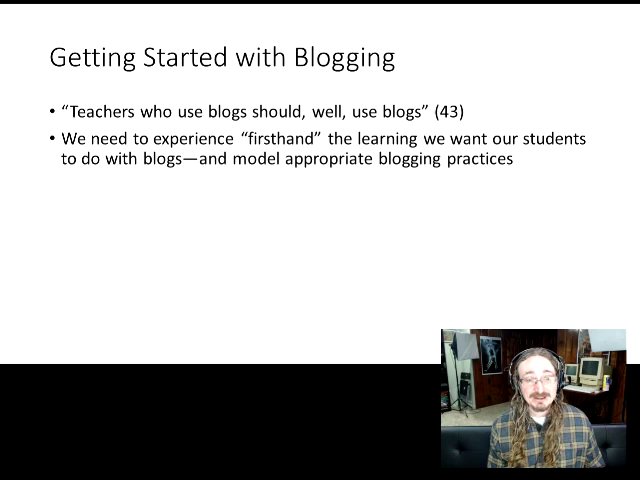 Getting Started with Blogging
• “Teachers who use blogs should, well, use blogs” (43)
• We need to experience “firsthand” the learning we want our students
to do with blogs—and model appropriate blogging practices